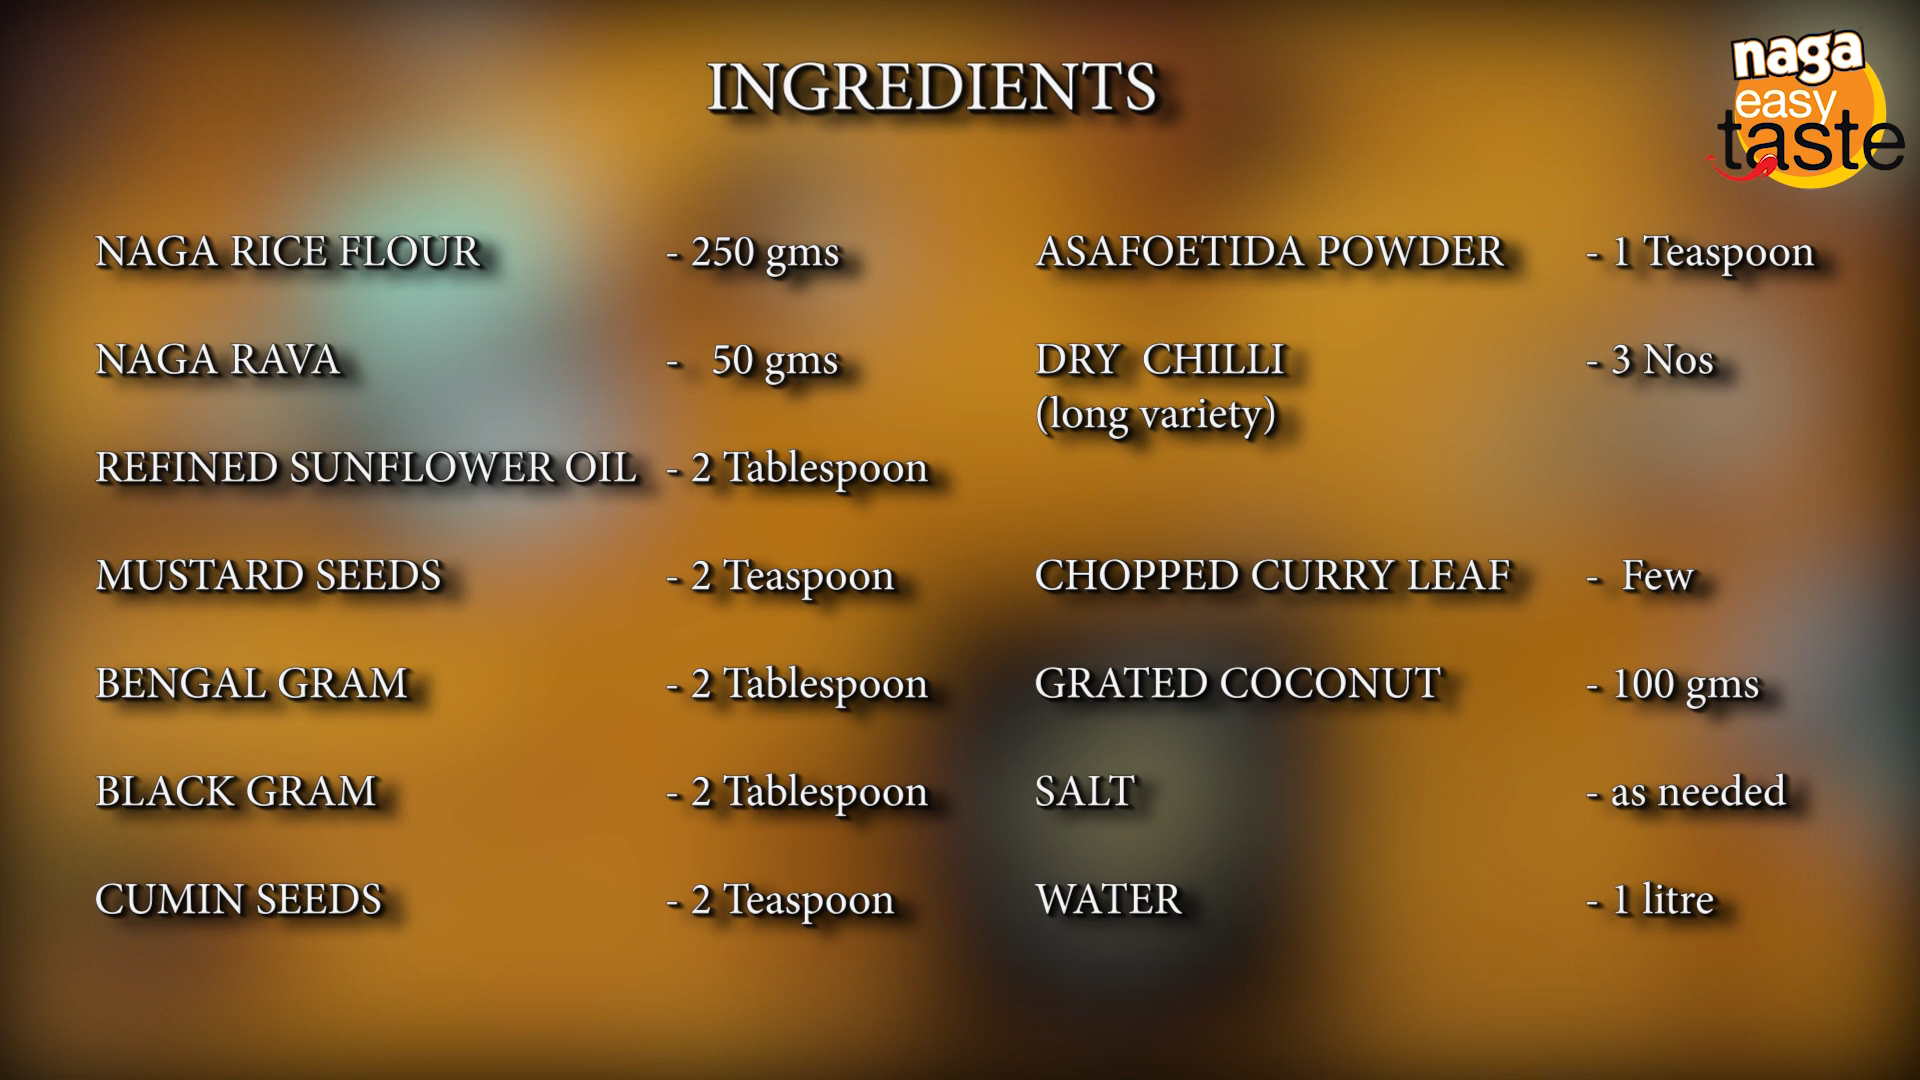 INGREDIENTS
naga
easy
taste
NAGA RICE FLOUR - 250 gms
NAGA RAVA - 50 gms
REFINED SUNFLOWER OIL - 2 Tablespoon
MUSTARD SEEDS - 2 Teaspoon
BENGAL GRAM - 2 Tablespoon
BLACK GRAM - 2 Tablespoon
CUMIN SEEDS - 2 Teaspoon
ASAFOETIDA POWDER - 1 Teaspoon
DRY CHILLI - 3 Nos
(long variety)
CHOPPED CURRY LEAF - Few
GRATED COCONUT - 100 gms
SALT - as needed
WATER - 1 litre